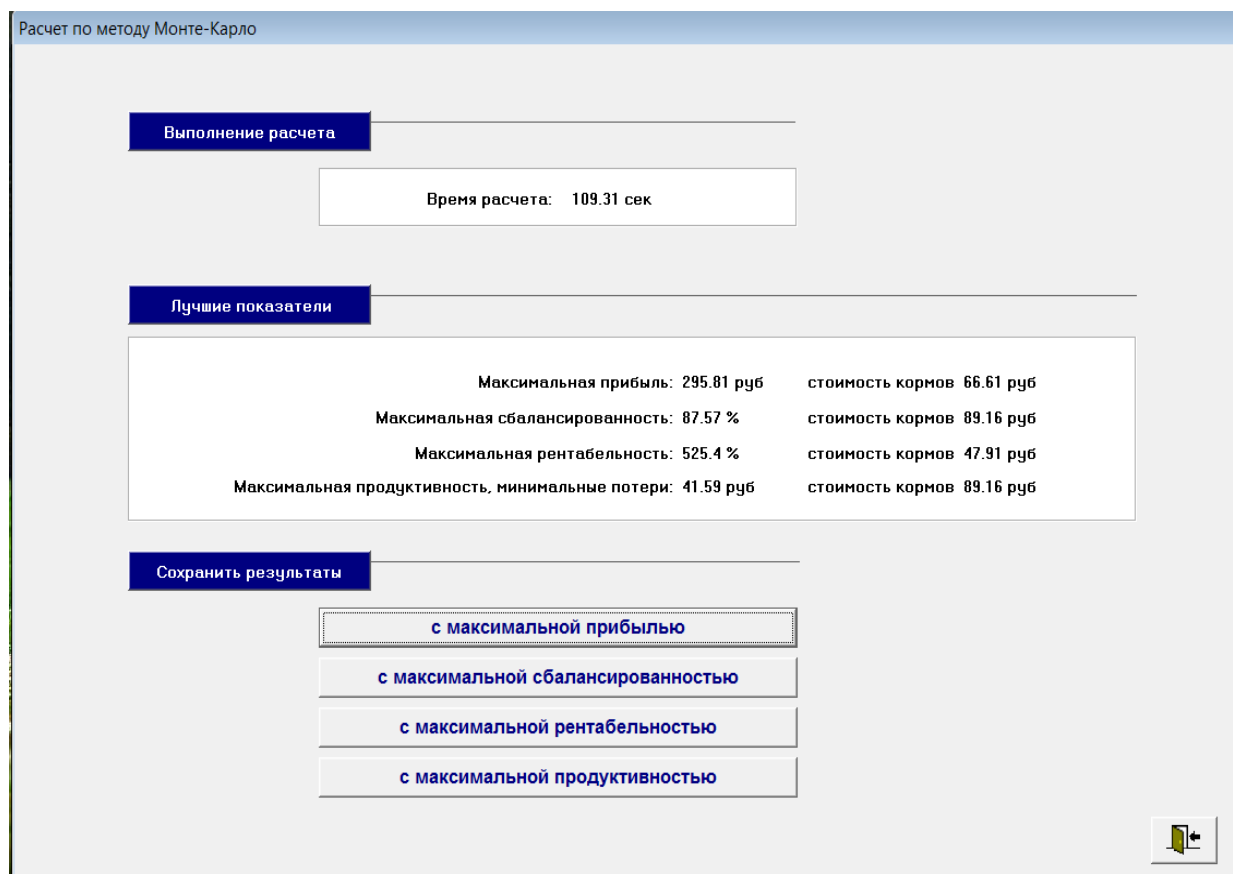 Расчет по методу Монте-Карло
Выполнение расчета
Время расчета: 109.31 сек
Лучшие показатели
Максимальная прибыль: 295.81 руб стоимость кормов 66.61 руб
Максимальная сбалансированность: 87.57 % стоимость кормов 89.16 руб
Максимальная рентабельность: 525.4 % стоимость кормов 47.91 руб
Максимальная продуктивность, минимальные потери: 41.59 руб стоимость кормов 89.16 руб
Сохранить результаты
с максимальной прибылью
с максимальной сбалансированностью
с максимальной рентабельностью
с максимальной продуктивностью